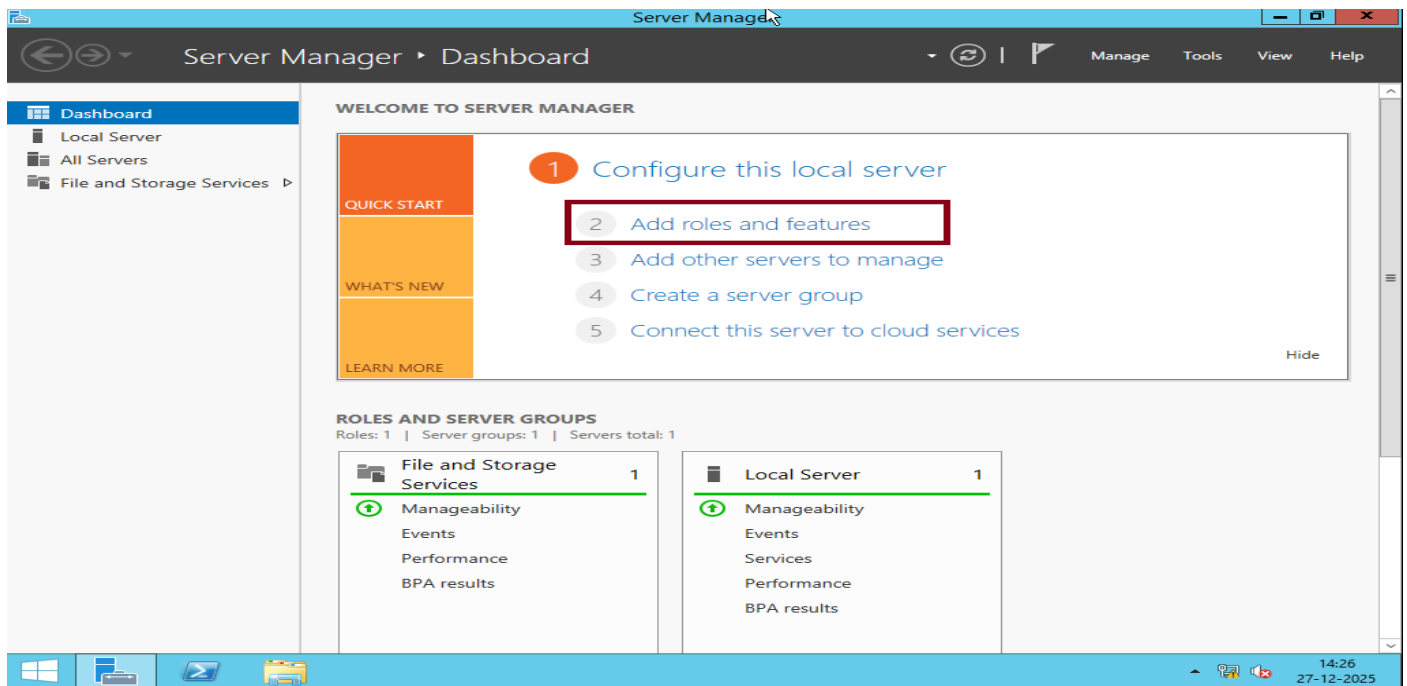 Server Manager
Server Manager ‣ Dashboard
Manage
Tools
View
Help
Dashboard
Local Server
All Servers
File and Storage Services
WELCOME TO SERVER MANAGER
QUICK START
WHAT'S NEW
LEARN MORE
1 Configure this local server
2 Add roles and features
3 Add other servers to manage
4 Create a server group
5 Connect this server to cloud services
Hide
ROLES AND SERVER GROUPS
Roles: 1 | Server groups: 1 | Servers total: 1
File and Storage
Services
1
Manageability
Events
Performance
BPA results
Local Server 1
Manageability
Events
Services
Performance
BPA results
14:26
27-12-2025